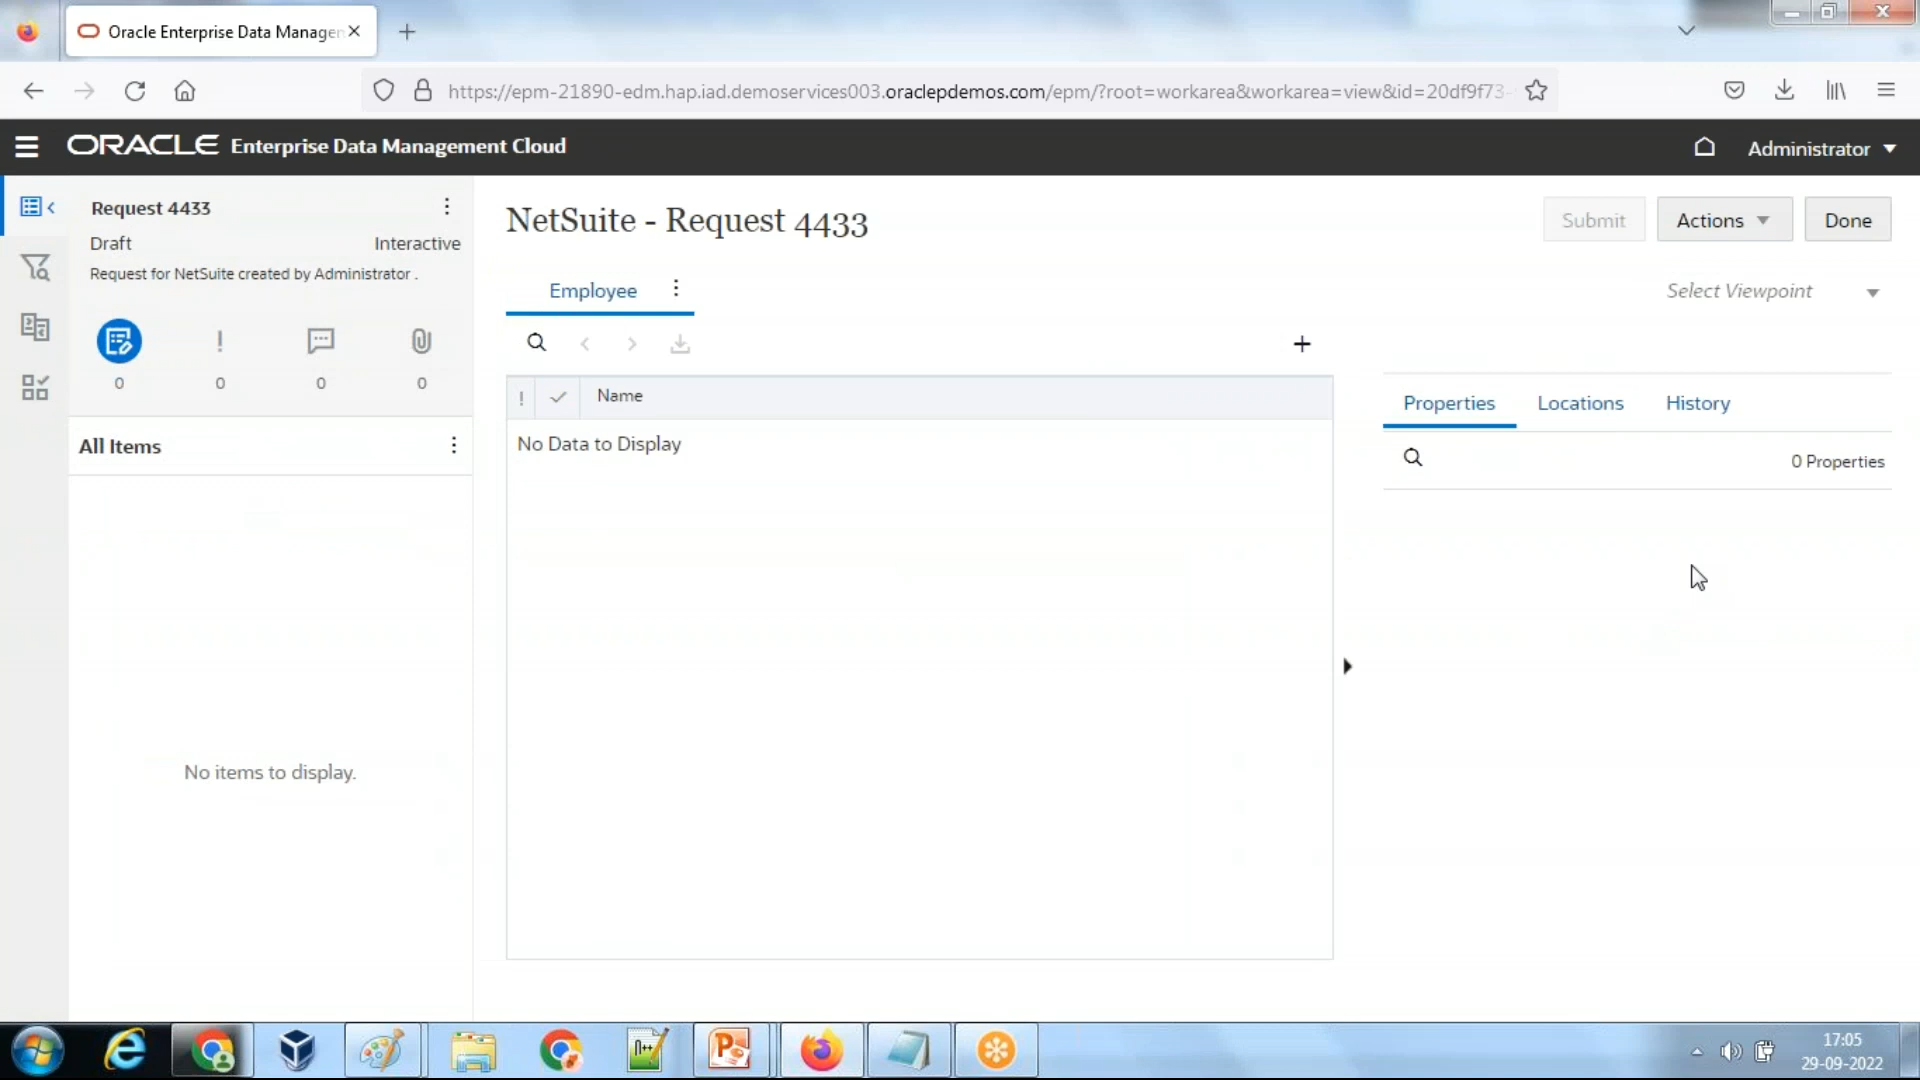 Oracle Enterprise Data Manager
https://epm-21890-edm.hap.iad.demoservices003.oraclepdemos.com/epm/?root=workarea&workarea=view&id=20df9f73-
ORACLE Enterprise Data Management Cloud
Administrator
Request 4433
Draft Interactive
Request for NetSuite created by Administrator .
0 0 0 0
All Items
No items to display.
NetSuite - Request 4433
Submit Actions Done
Employee
Select Viewpoint
! Name
No Data to Display
Properties Locations History
0 Properties
17:05
29-09-2022